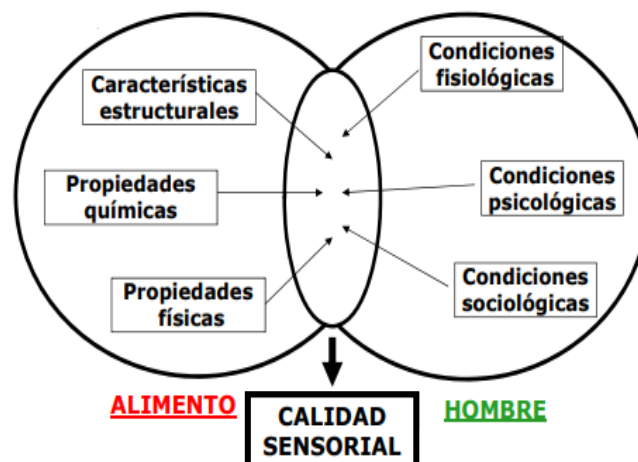 Características
estructurales
Propiedades
químicas
Propiedades
físicas
Condiciones
fisiológicas
Condiciones
psicológicas
Condiciones
sociológicas
ALIMENTO
CALIDAD
SENSORIAL
HOMBRE